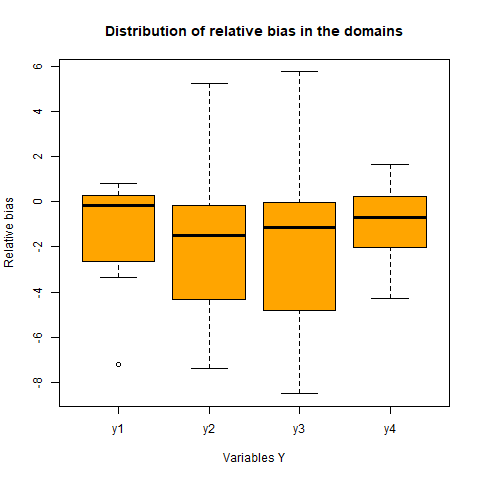 Distribution of relative bias in the domains
6
4
2
0
-2
-4
-6
-8
Relative bias
y1 y2 y3 y4
Variables Y